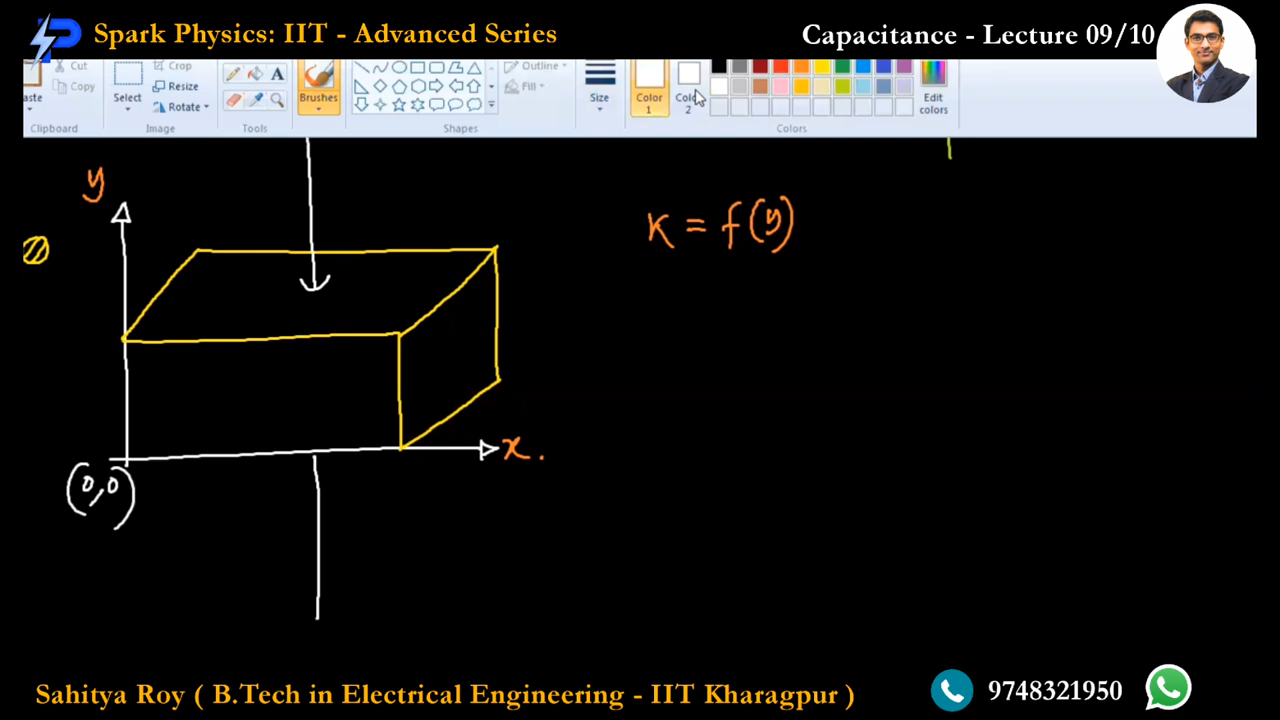 Spark Physics: IIT - Advanced Series
Capacitance - Lecture 09/10
Cut
Crop
Outline
Copy
Resize
Fill
Select
Rotate
Brushes
Size
Color 1
2
Edit colors
Clipboard
Image
Tools
Shapes
Colors
y
K = f(y)
x.
(0,0)
Sahitya Roy ( B.Tech in Electrical Engineering - IIT Kharagpur )
9748321950